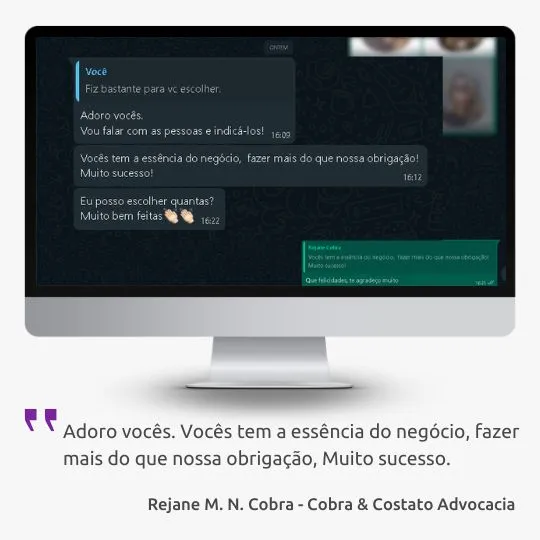 ONTEM
Você
Fiz bastante para vc escolher.
Adoro vocês.
Vou falar com as pessoas e indicá-los! 16:09
Vocês tem a essência do negócio, fazer mais do que nossa obrigação!
Muito sucesso!
16:12
Eu posso escolher quantas?
Muito bem feitas👏🏻👏🏻 16:22
Rejane Cobra
Vocês tem a essência do negócio, fazer mais do que nossa obrigação!
Muito sucesso!
Que felicidades, te agradeço muito
Adoro vocês. Vocês tem a essência do negócio, fazer
mais do que nossa obrigação, Muito sucesso.
Rejane M. N. Cobra - Cobra & Costato Advocacia